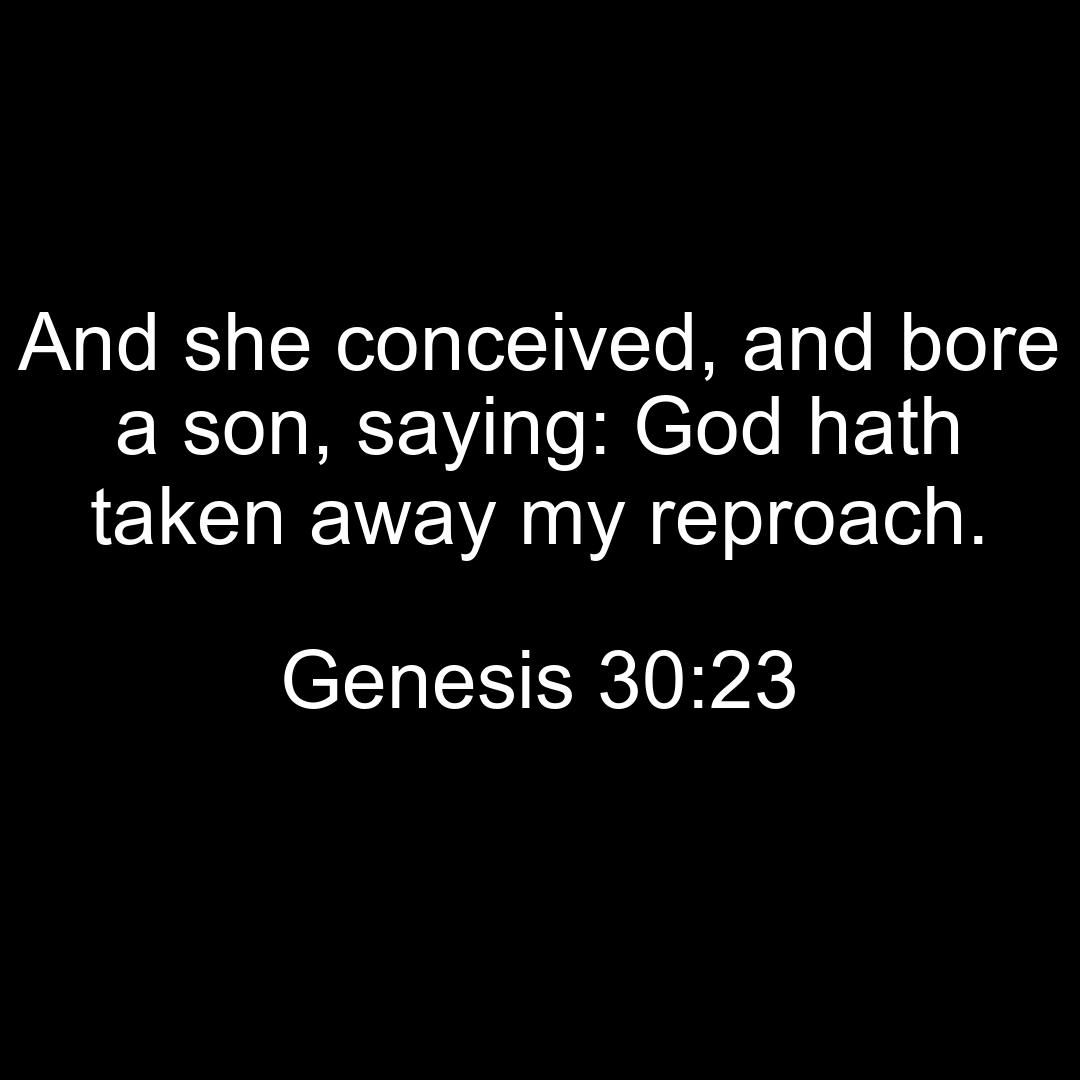 And she conceived, and bore
a son, saying: God hath
taken away my reproach.
Genesis 30:23